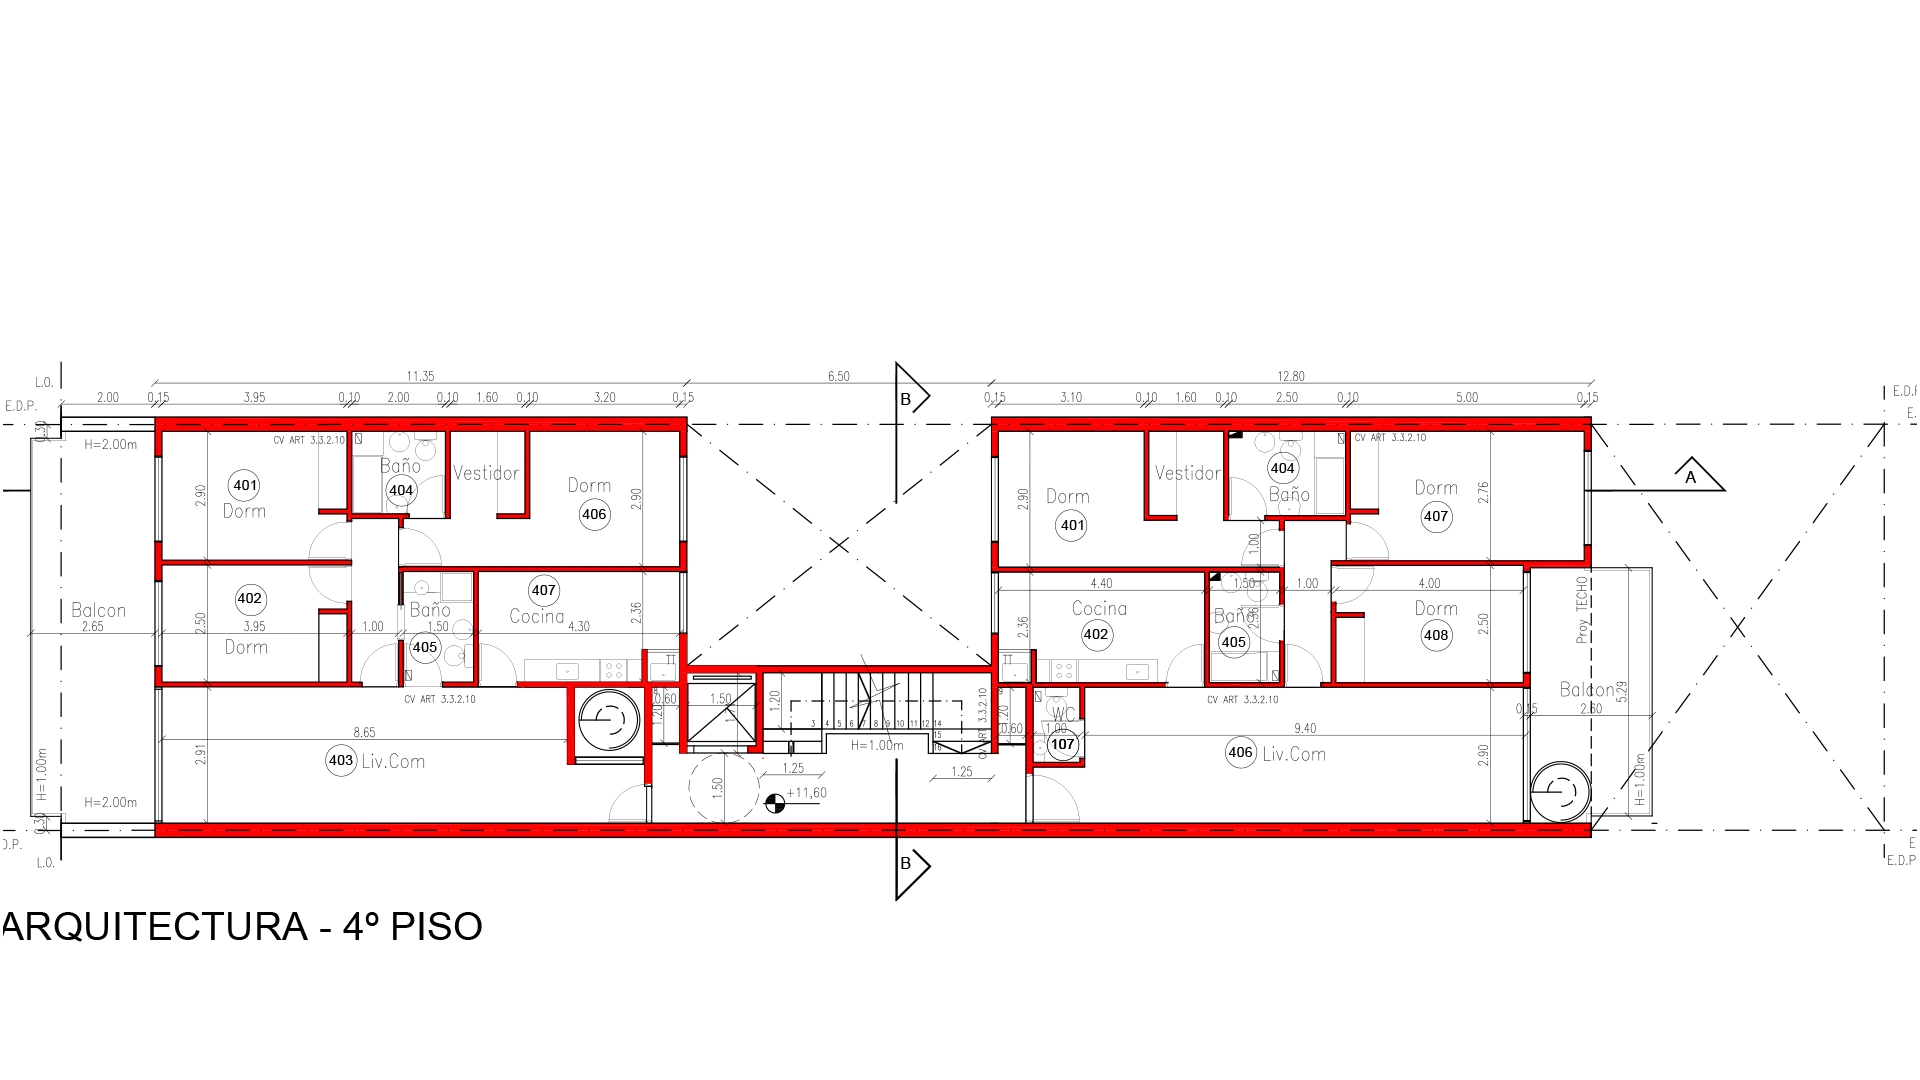 11.35
6.50
12.80
L.O.
2.00
0.15
3.95
0.10
2.00
0.10
1.60
0.10
3.20
0.15
B
0.15
3.10
0.10
1.60
0.10
2.50
0.10
5.00
0.15
E.D.P.
0.30
H=2.00m
CV ART 3.3.2.10
CV ART 3.3.2.10
Baño
404
Vestidor
2.90
401
Dorm
Dorm
406
2.90
2.90
Dorm
401
Vestidor
404
Baño
Dorm
407
2.76
A
402
407
Cocina
1.00
Balcon
2.65
2.50
3.95
Dorm
1.00
Baño
1.50
405
4.30
2.36
4.40
2.36
Cocina
402
1.50
Baño
2.36
405
1.00
4.00
Dorm
408
2.50
Proy TECHO
Balcon
5.29
CV ART 3.3.2.10
CV ART 3.3.2.10
0.60
1.20
1.50
1.20
3
4
5
6
7
8
9
10
11
12
14
15
16
CV ART 3.3.2.10
1.20
0.60
WC
1.00
107
0.15
2.60
8.65
2.91
403
Liv.Com
9.40
406
Liv.Com
2.90
H=1.00m
H=1.00m
H=1.00m
1.25
1.25
1.50
+11,60
H=2.00m
0.30
L.O.
B
E.D.P
ARQUITECTURA - 4º PISO